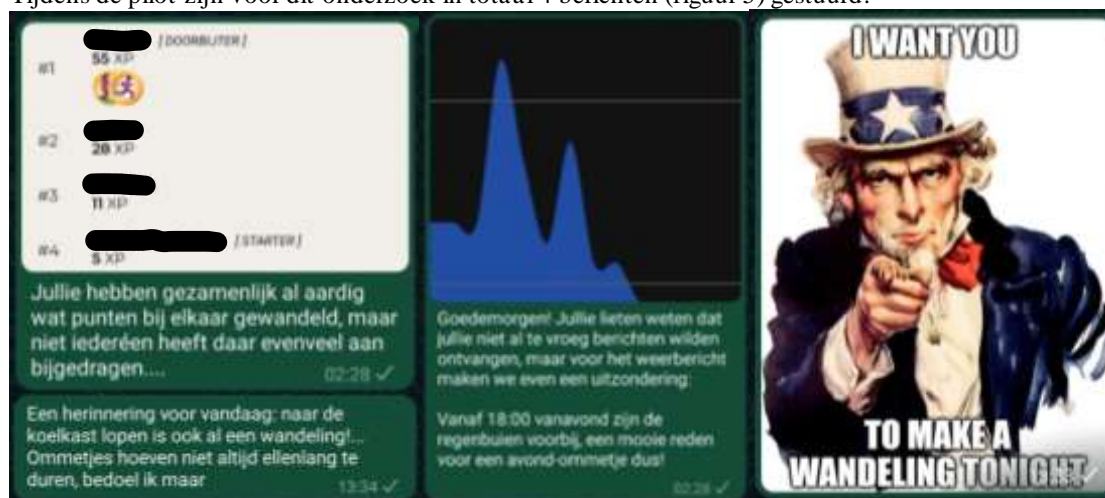 Tijdens de pilot zijn voor dit onderzoek in totaal 4 berichten (figuur 3) gestuurd:
#1
[DOORBIJTER]
55 XP
#2
28 XP
#3
11 XP
#4
[STARTER]
5 XP
Jullie hebben gezamenlijk al aardig
wat punten bij elkaar gewandeld, maar
niet iederéén heeft daar evenveel aan
bijgedragen....
02:28
Een herinnering voor vandaag: naar de
koelkast lopen is ook al een wandeling!...
Ommetjes hoeven niet altijd ellenlang te
duren, bedoel ik maar
13:34
Goedemorgen! Jullie lieten weten dat
jullie niet al te vroeg berichten wilden
ontvangen, maar voor het weerbericht
maken we even een uitzondering:
Vanaf 18:00 vanavond zijn de
regenbuien voorbij, een mooie reden
voor een avond-ommetje dus!
02:28
I WANT YOU
TO MAKE A
WANDELING TONIGHT